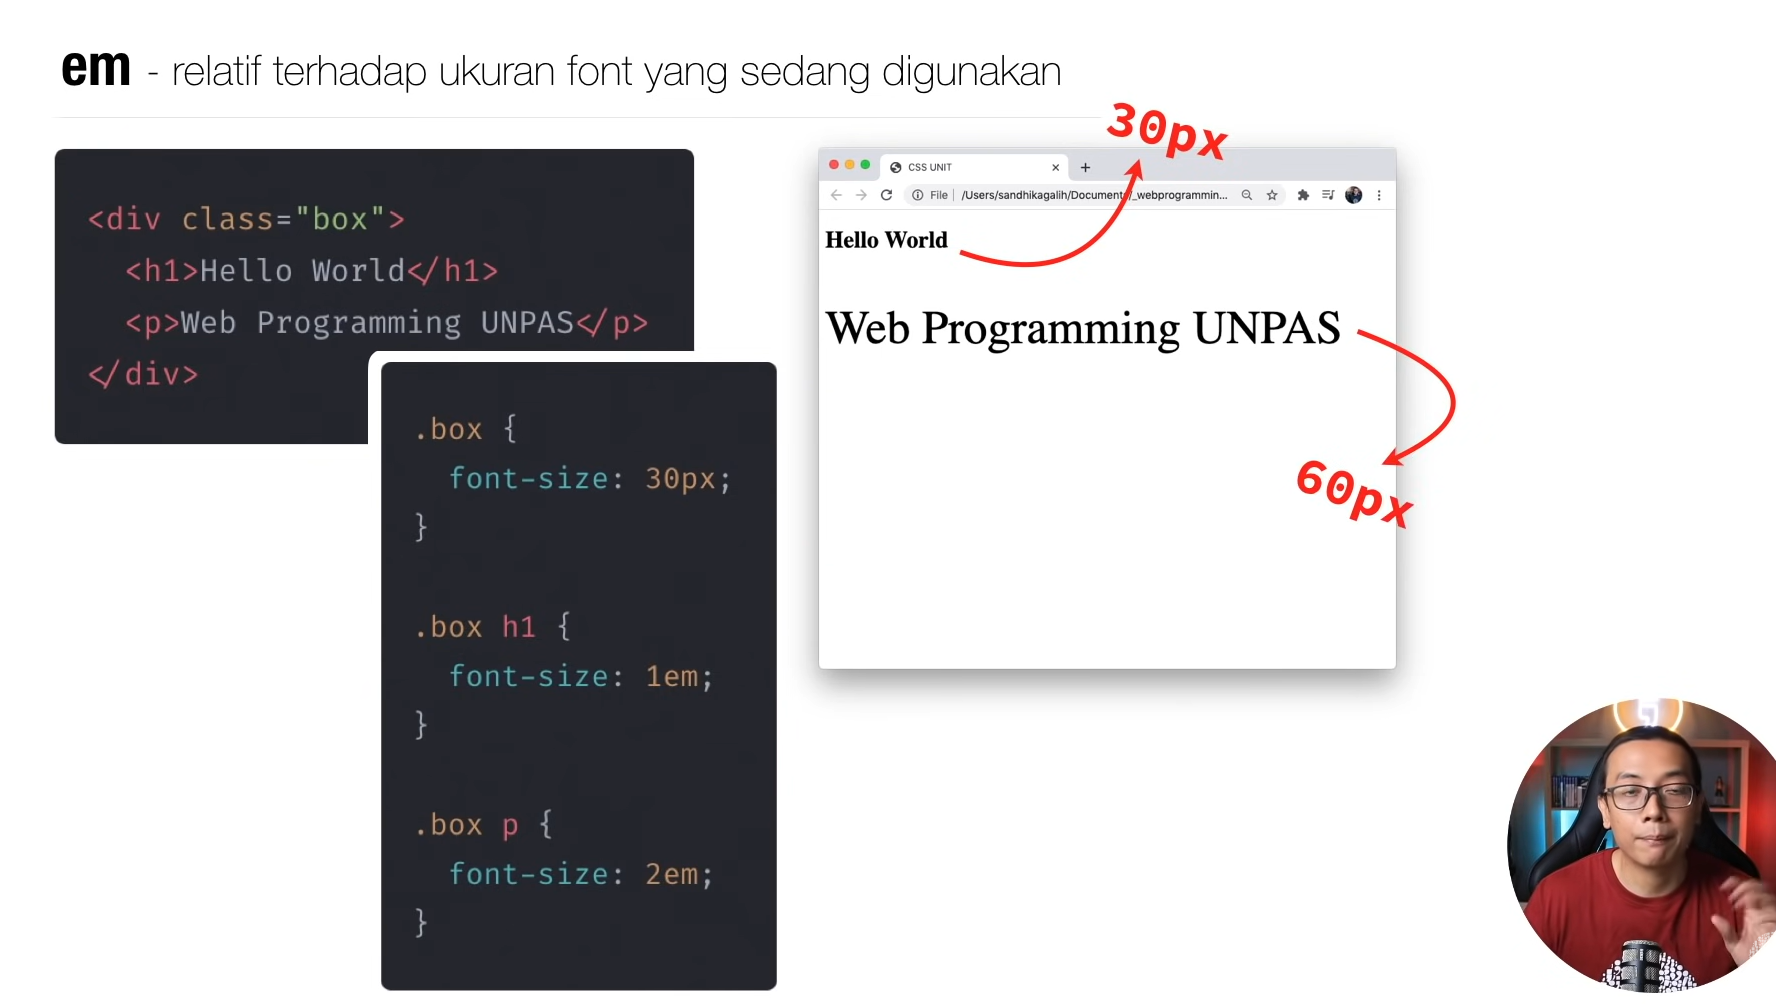 em - relatif terhadap ukuran font yang sedang digunakan
<div class="box">
<h1>Hello World</h1>
<p>Web Programming UNPAS</p>
</div>
.box {
font-size: 30px;
}
.box h1 {
font-size: 1em;
}
.box p {
font-size: 2em;
}
30px
CSS UNIT
File | /Users/sandhikagalih/Documents/_webprogrammin...
Hello World
Web Programming UNPAS
60px